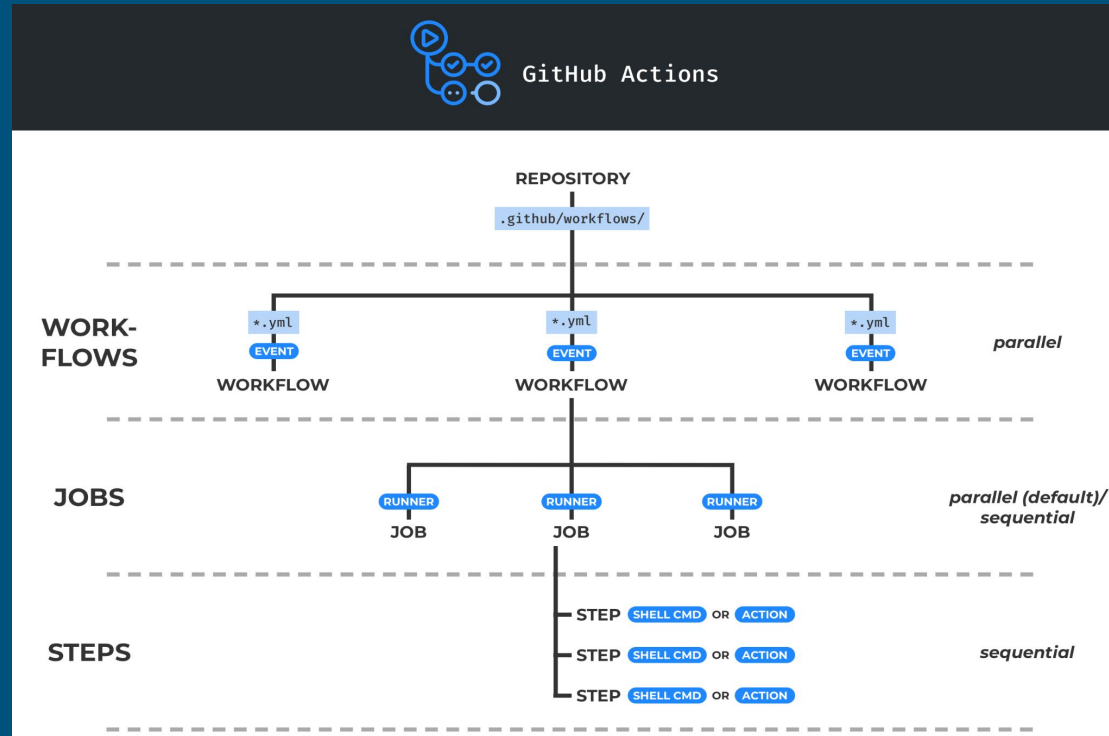 GitHub Actions
REPOSITORY
.github/workflows/
WORK-
FLOWS
*.yml *.yml *.yml
EVENT EVENT EVENT
WORKFLOW WORKFLOW WORKFLOW
parallel
JOBS
RUNNER RUNNER RUNNER
JOB JOB JOB
parallel (default)/
sequential
STEPS
STEP SHELL CMD OR ACTION
STEP SHELL CMD OR ACTION
STEP SHELL CMD OR ACTION
sequential